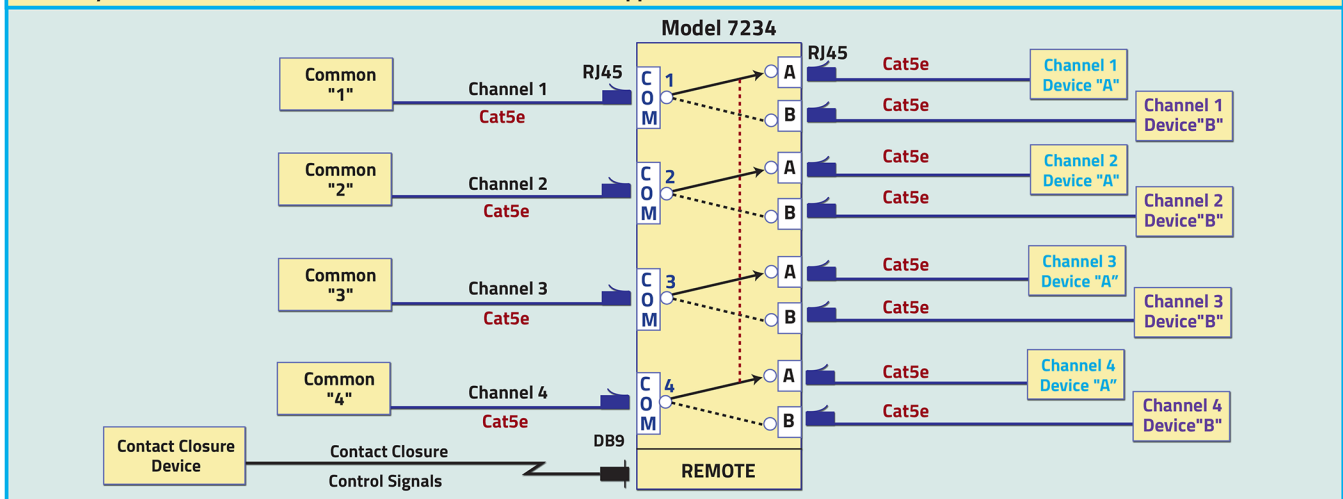 Model 7234
Common
"1"
Channel 1
Cat5e
RJ45
C
O
M
1
A
B
RJ45
Cat5e
Channel 1
Device "A"
Cat5e
Channel 1
Device"B"
Common
"2"
Channel 2
Cat5e
C
O
M
2
A
B
Cat5e
Channel 2
Device "A"
Cat5e
Channel 2
Device"B"
Common
"3"
Channel 3
Cat5e
C
O
M
3
A
B
Cat5e
Channel 3
Device "A”
Cat5e
Channel 3
Device"B"
Common
"4"
Channel 4
Cat5e
C
O
M
4
A
B
Cat5e
Channel 4
Device "A”
Cat5e
Channel 4
Device"B"
Contact Closure
Device
Contact Closure
Control Signals
DB9
REMOTE